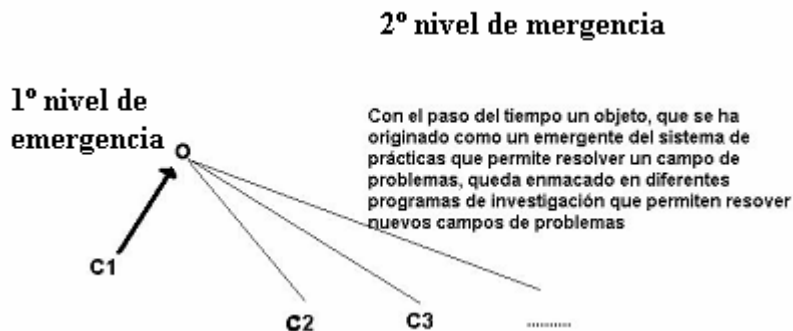 2º nivel de mergencia
1º nivel de
emergencia
O
Con el paso del tiempo un objeto, que se ha
originado como un emergente del sistema de
prácticas que permite resolver un campo de
problemas, queda enmacado en diferentes
programas de investigación que permiten resover
nuevos campos de problemas
C1
C2
C3
...........